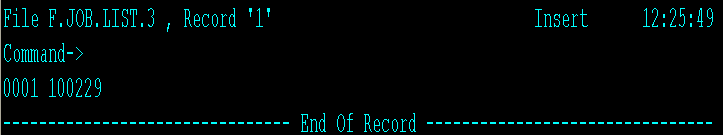 File F.JOB.LIST.3 , Record '1' Insert 12:25:49
Command->
0001 100229
------------------------------ End Of Record ------------------------------